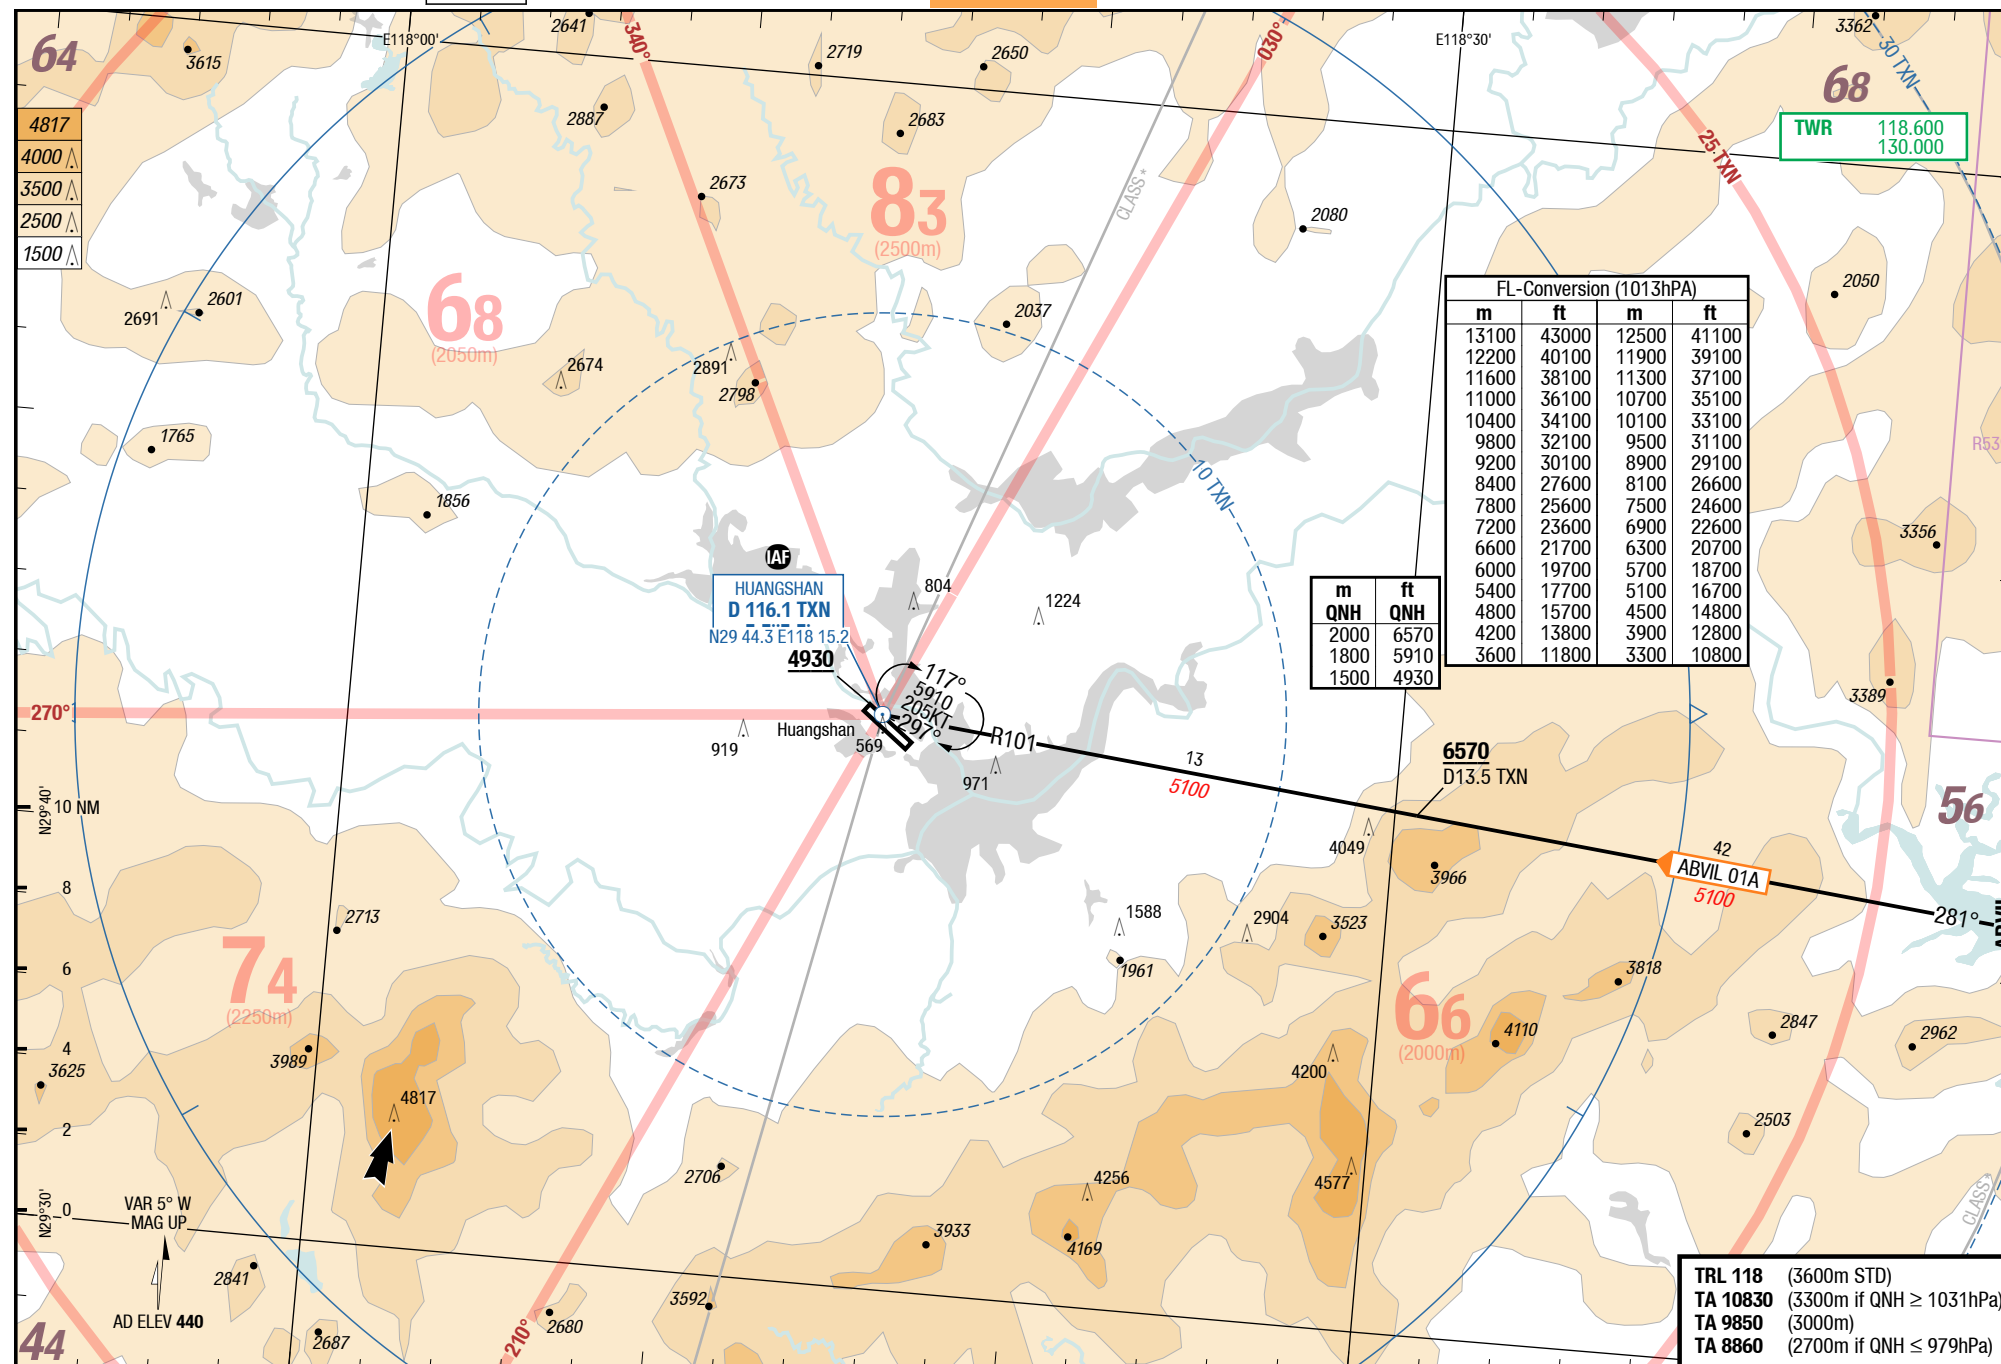 64
3615
E118°00'
2641
340°
2719
2650
030°
E118°30'
3362
30 TXN
68
TWR 118.600
130.000
4817
4000
3500
2500
1500
2887
2683
25 TXN
CLASS *
2673
83
(2500m)
2080
2691
2601
68
(2050m)
2037
2050
2674
2891
2798
FL-Conversion (1013hPA)
m ft m ft
13100 43000 12500 41100
12200 40100 11900 39100
11600 38100 11300 37100
11000 36100 10700 35100
10400 34100 10100 33100
9800 32100 9500 31100
9200 30100 8900 29100
8400 27600 8100 26600
7800 25600 7500 24600
7200 23600 6900 22600
6600 21700 6300 20700
6000 19700 5700 18700
5400 17700 5100 16700
4800 15700 4500 14800
4200 13800 3900 12800
3600 11800 3300 10800
R53
1765
1856
10 TXN
3356
IAF
HUANGSHAN
D 116.1 TXN
N29 44.3 E118 15.2
4930
804
1224
m ft
QNH QNH
2000 6570
1800 5910
1500 4930
117°
5910
205KT
297°
3389
270°
919
Huangshan
569
R101
971
13
5100
6570
D13.5 TXN
N29°40'
10 NM
56
4049
3966
42
ABVIL 01A
5100
281°
8
2713
1588
2904
3523
1961
3818
6
74
(2250m)
66
(2000m)
4110
2847
2962
4
3989
3625
4200
4817
2503
2
2706
4256
4577
VAR 5° W
MAG UP
N29°30'
0
CLASS *
3933
4169
2841
3592
AD ELEV 440
2680
210°
2687
44
TRL 118 (3600m STD)
TA 10830 (3300m if QNH ≥ 1031hPa)
TA 9850 (3000m)
TA 8860 (2700m if QNH ≤ 979hPa)